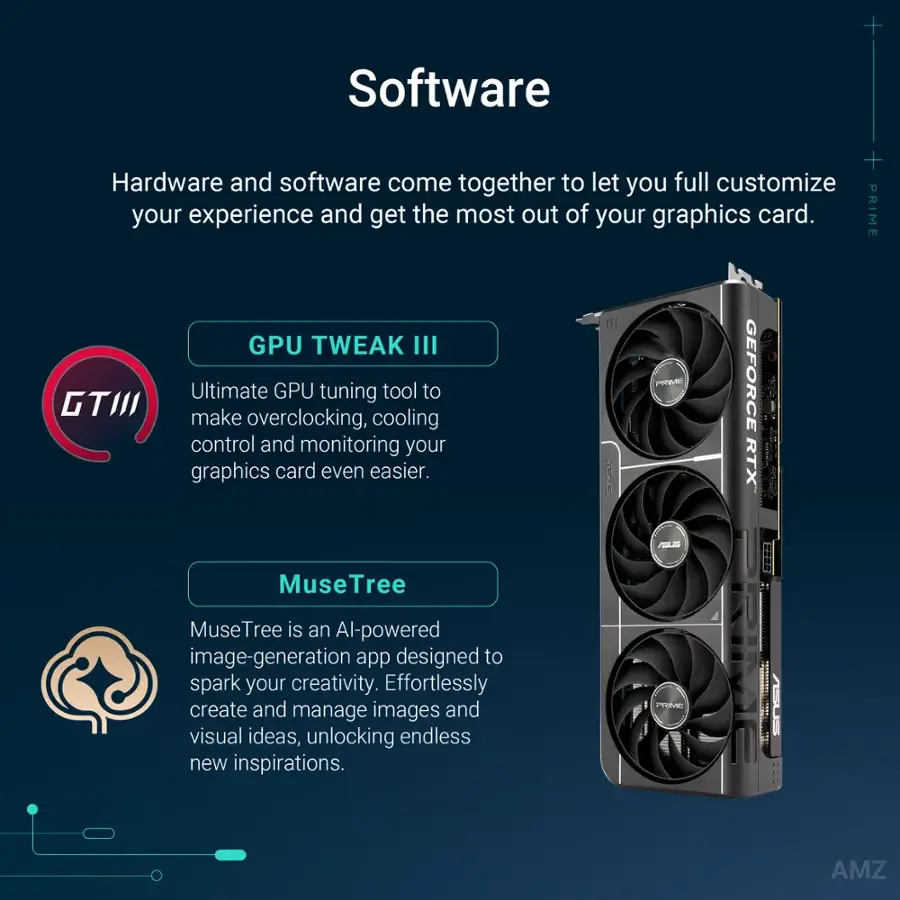 Software
Hardware and software come together to let you full customize
your experience and get the most out of your graphics card.
PRIME
GTIII
GPU TWEAK III
Ultimate GPU tuning tool to
make overclocking, cooling
control and monitoring your
graphics card even easier.
MuseTree
MuseTree is an AI-powered
image-generation app designed to
spark your creativity. Effortlessly
create and manage images and
visual ideas, unlocking endless
new inspirations.
PRIME
GEFORCE RTX
ASUS
PRIME
PRIME
ASUS
AMZ